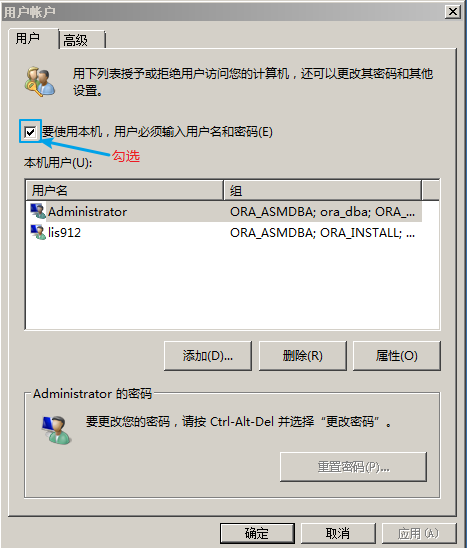 用户帐户
用户
高级
用下列表授予或拒绝用户访问您的计算机，还可以更改其密码和其他
设置。
要使用本机，用户必须输入用户名和密码(E)
勾选
本机用户(U):
用户名 组
Administrator ORA_ASMDBA; ora_dba; ORA_...
lis912 ORA_ASMDBA; ORA_INSTALL; ...
添加(D)... 删除(R) 属性(O)
Administrator 的密码
要更改您的密码，请按 Ctrl-Alt-Del 并选择“更改密码”。
重置密码(P)...
确定 取消 应用(A)